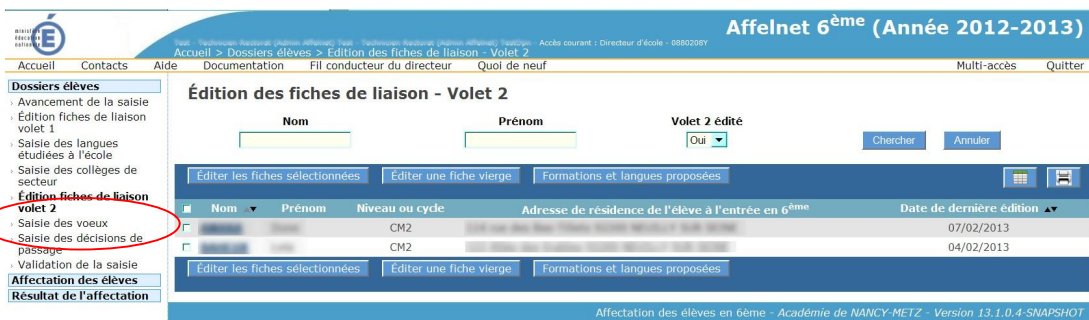 ministère
éducation
nationale
Affelnet 6ème (Année 2012-2013)
Accès courant : Directeur d'école - 0880208Y
Accueil > Dossiers élèves > Edition des fiches de liaison - Volet 2
Accueil Contacts Aide Documentation Fil conducteur du directeur Quoi de neuf Multi-accès Quitter
Dossiers élèves
Avancement de la saisie
Édition fiches de liaison
volet 1
Saisie des langues
étudiées à l'école
Saisie des collèges de
secteur
Édition fiches de liaison
volet 2
Saisie des voeux
Saisie des décisions de
passage
Validation de la saisie
Affectation des élèves
Résultat de l'affectation
Édition des fiches de liaison - Volet 2
Nom Prénom Volet 2 édité
Oui Chercher Annuler
Éditer les fiches sélectionnées Éditer une fiche vierge Formations et langues proposées
Nom Prénom Niveau ou cycle Adresse de résidence de l'élève à l'entrée en 6ème Date de dernière édition
CM2 07/02/2013
CM2 04/02/2013
Éditer les fiches sélectionnées Éditer une fiche vierge Formations et langues proposées
Affectation des élèves en 6ème - Académie de NANCY-METZ - Version 13.1.0.4-SNAPSHOT